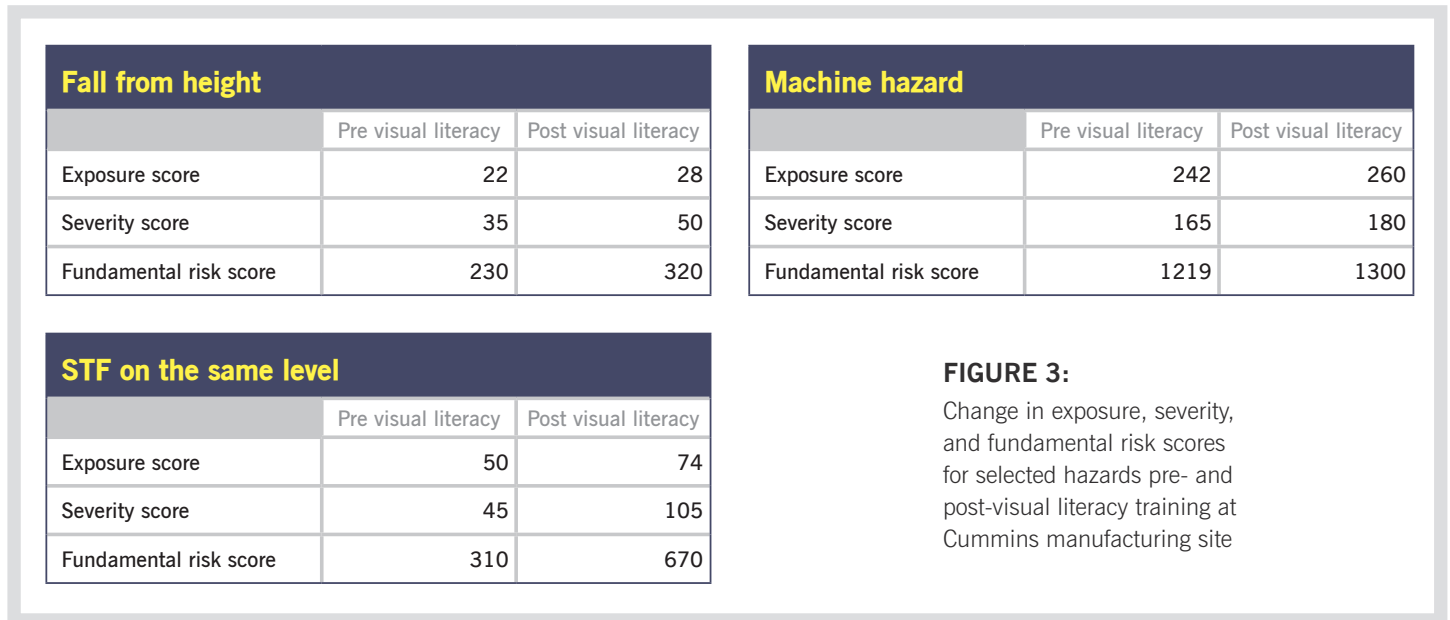 Fall from height
Pre visual literacy Post visual literacy
Exposure score 22 28
Severity score 35 50
Fundamental risk score 230 320
Machine hazard
Pre visual literacy Post visual literacy
Exposure score 242 260
Severity score 165 180
Fundamental risk score 1219 1300
STF on the same level
Pre visual literacy Post visual literacy
Exposure score 50 74
Severity score 45 105
Fundamental risk score 310 670
FIGURE 3:
Change in exposure, severity,
and fundamental risk scores
for selected hazards pre- and
post-visual literacy training at
Cummins manufacturing site